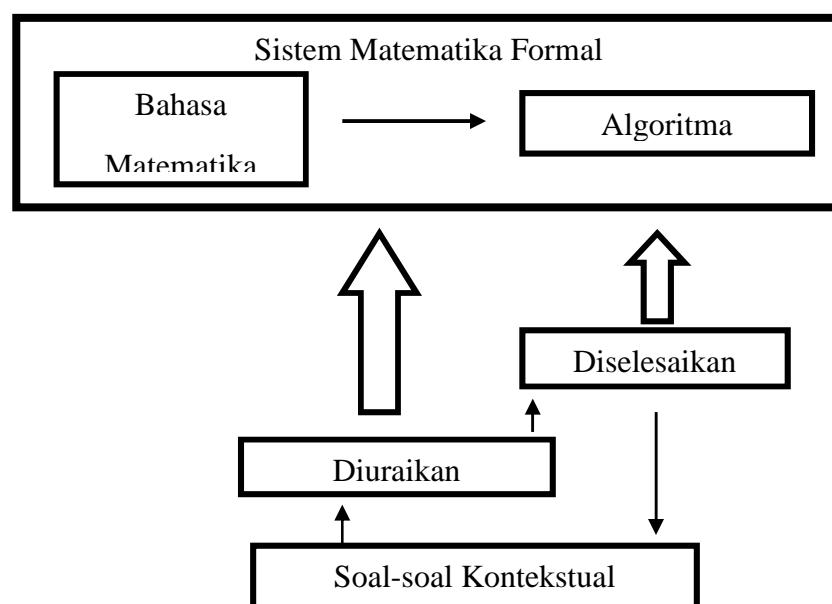 Sistem Matematika Formal
Bahasa
Matematika
Algoritma
Diselesaikan
Diuraikan
Soal-soal Kontekstual